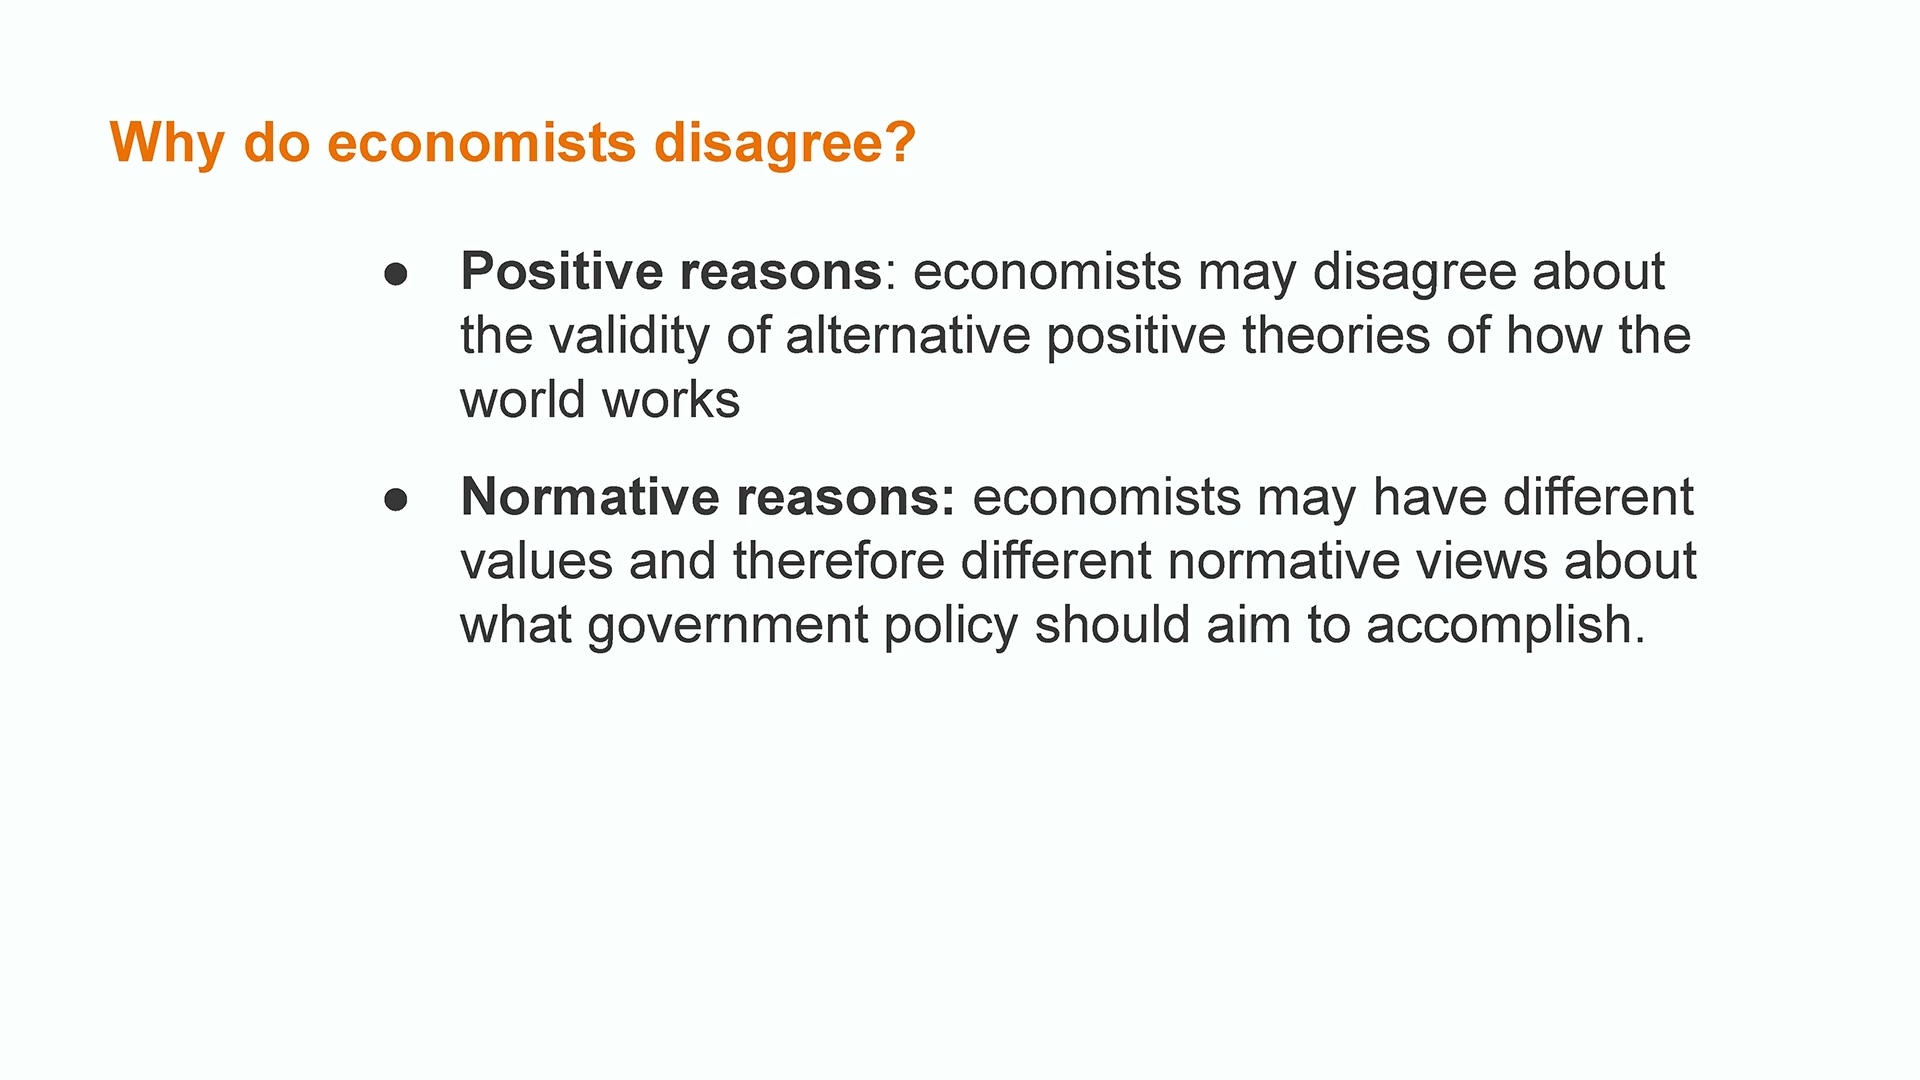 Why do economists disagree?
● Positive reasons: economists may disagree about
the validity of alternative positive theories of how the
world works
● Normative reasons: economists may have different
values and therefore different normative views about
what government policy should aim to accomplish.